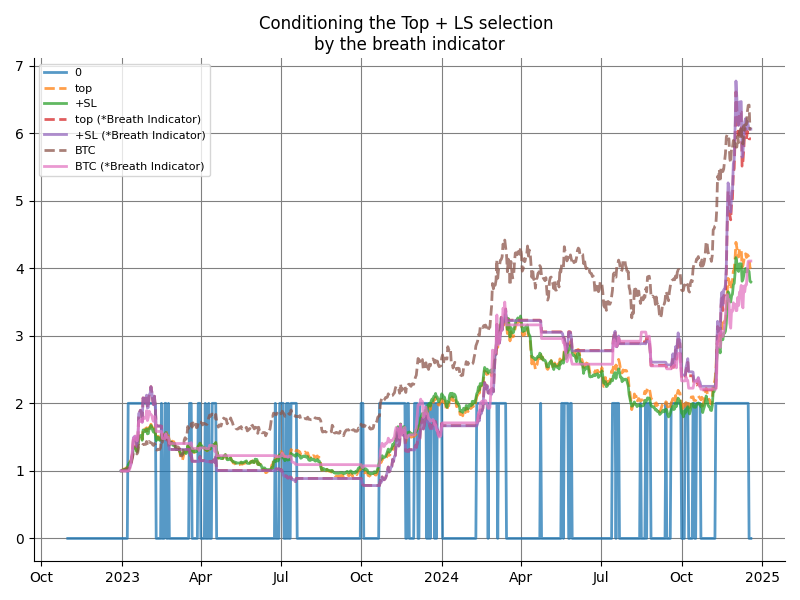 Conditioning the Top + LS selection
by the breath indicator
7
6
5
4
3
2
1
0
0
top
+SL
top (*Breath Indicator)
+SL (*Breath Indicator)
BTC
BTC (*Breath Indicator)
Oct
2023
Apr
Jul
Oct
2024
Apr
Jul
Oct
2025